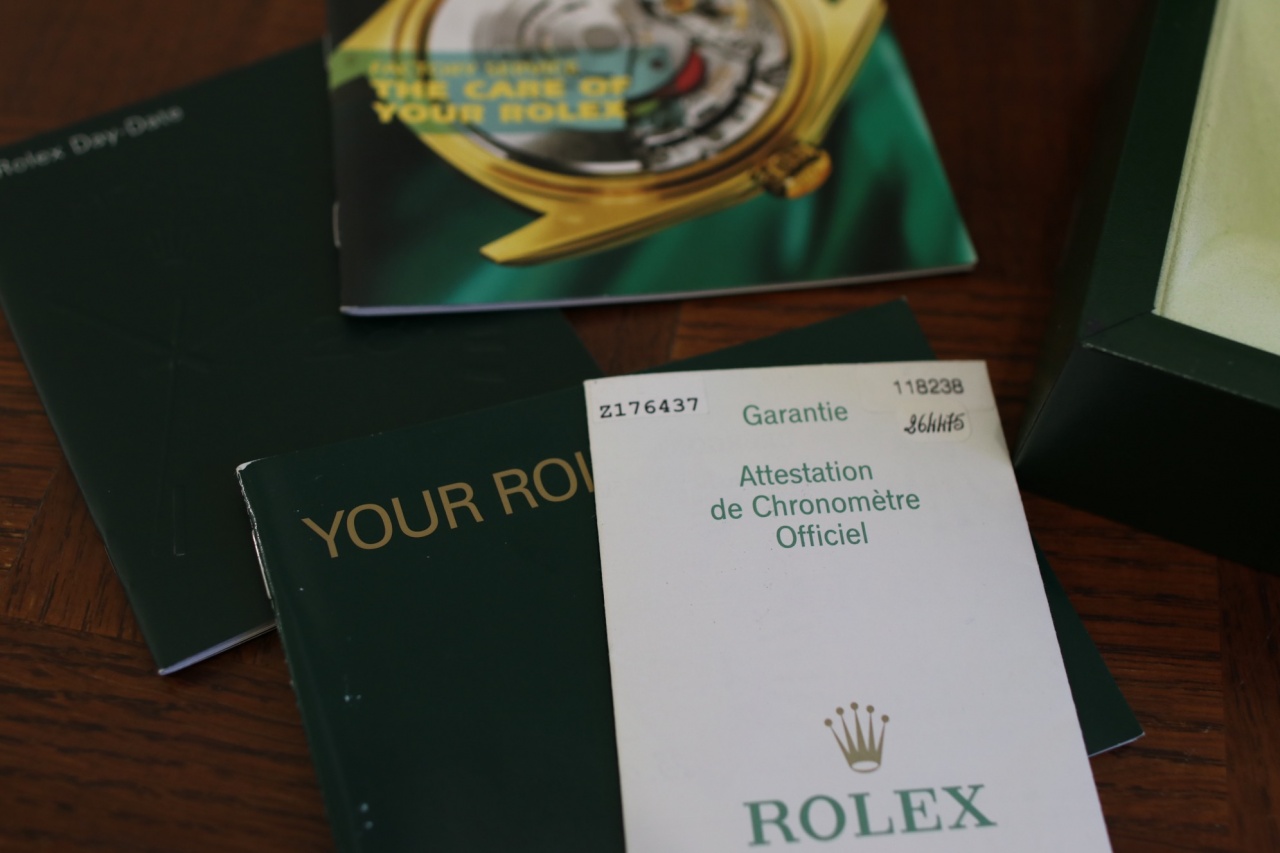 Rolex Day-Date
FACTORY SERVICE
THE CARE OF
YOUR ROLEX
YOUR
Z176437
Garantie
118238
Attestation
de Chronomètre
Officiel
ROLEX